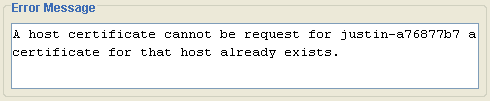 Error Message
A host certificate cannot be request for justin-a76877b7 a
certificate for that host already exists.